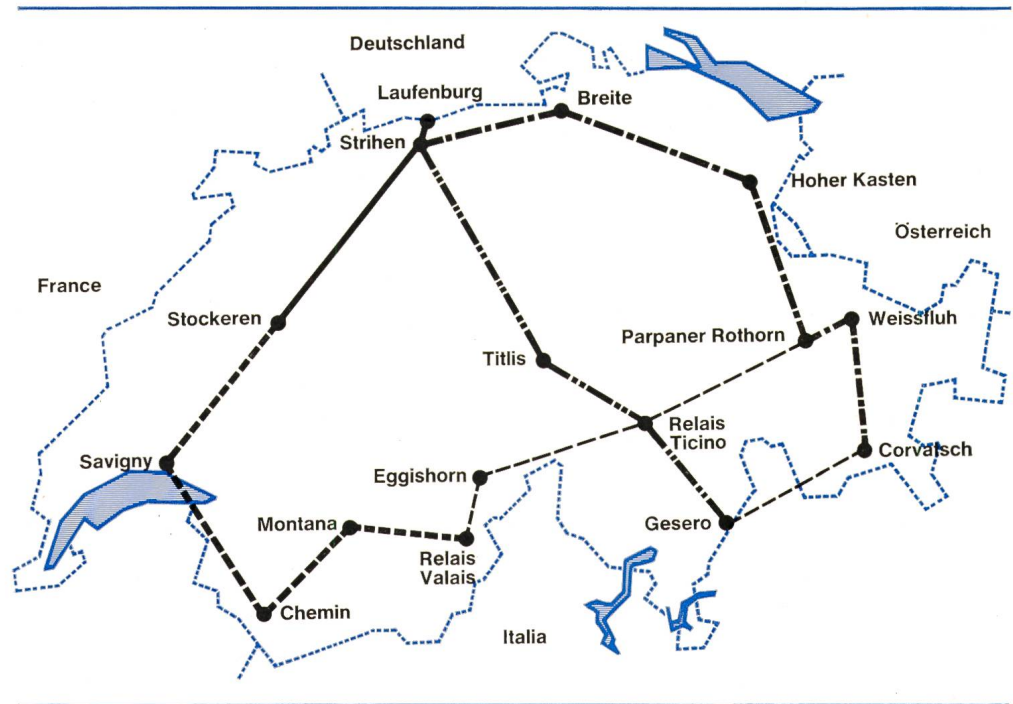 Deutschland
Laufenburg
Breite
Strihen
Hoher Kasten
Österreich
France
Stockeren
Weissfluh
Parpaner Rothorn
Titlis
Relais
Ticino
Savigny
Eggishorn
Corvatsch
Montana
Gesero
Relais
Valais
Chemin
Italia